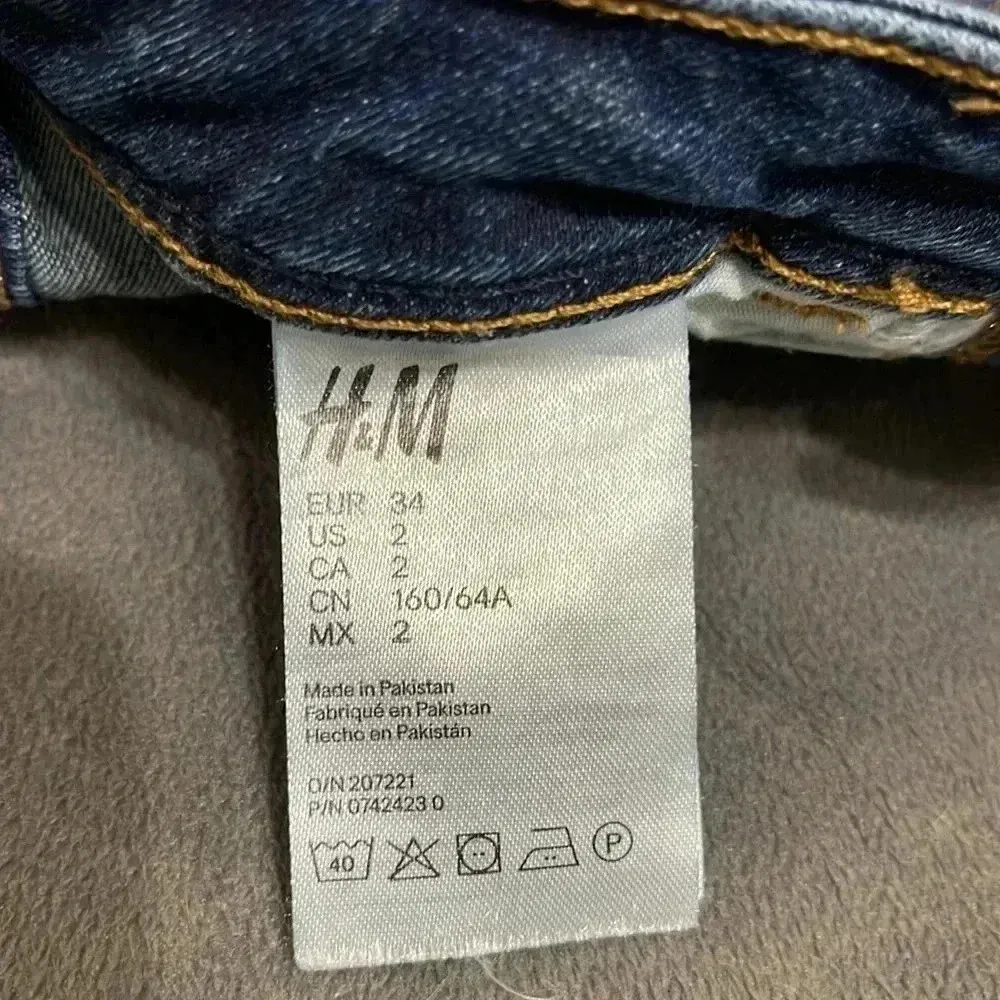 H&M
EUR 34
US 2
CA 2
CN 160/64A
MX 2
Made in Pakistan
Fabriqué en Pakistan
Hecho en Pakistán
O/N 207221
P/N 0742423 0
40 P